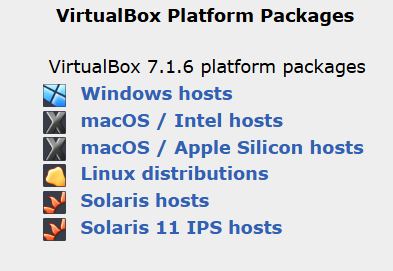 VirtualBox Platform Packages
VirtualBox 7.1.6 platform packages
Windows hosts
macOS / Intel hosts
macOS / Apple Silicon hosts
Linux distributions
Solaris hosts
Solaris 11 IPS hosts